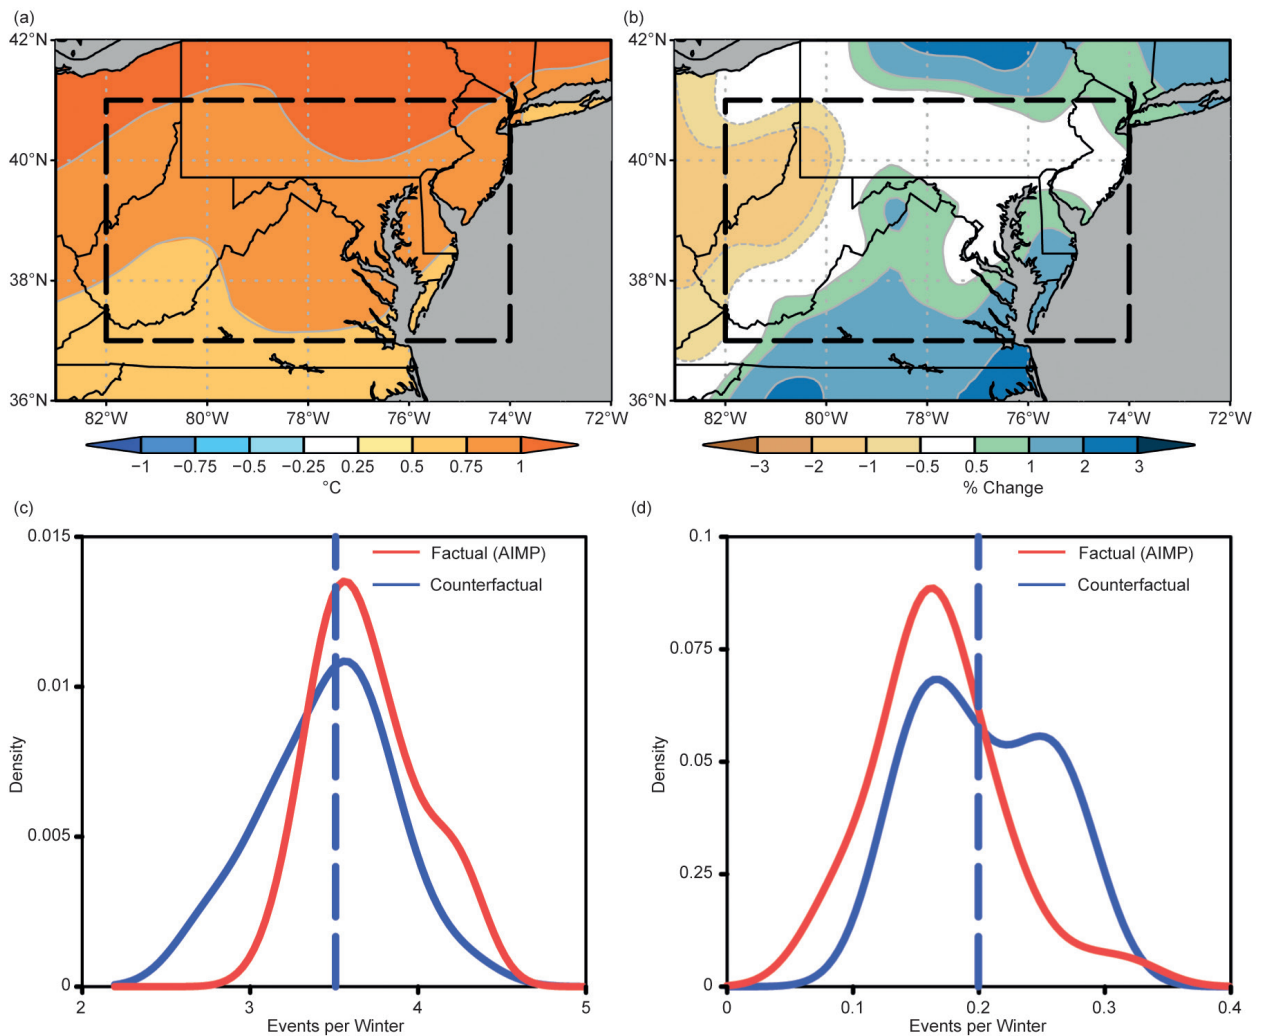 (a)
(b)
42°N
40°N
38°N
36°N
82°W
80°W
78°W
76°W
74°W
72°W
42°N
40°N
38°N
36°N
82°W
80°W
78°W
76°W
74°W
72°W
−1
−0.75
−0.5
−0.25
0.25
0.5
0.75
1
°C
−3
−2
−1
−0.5
0.5
1
2
3
% Change
(c)
(d)
0.015
0.01
0.005
0
Density
Factual (AIMP)
Counterfactual
2
3
4
5
Events per Winter
0.1
0.075
0.05
0.25
0
Density
Factual (AIMP)
Counterfactual
0
0.1
0.2
0.3
0.4
Events per Winter